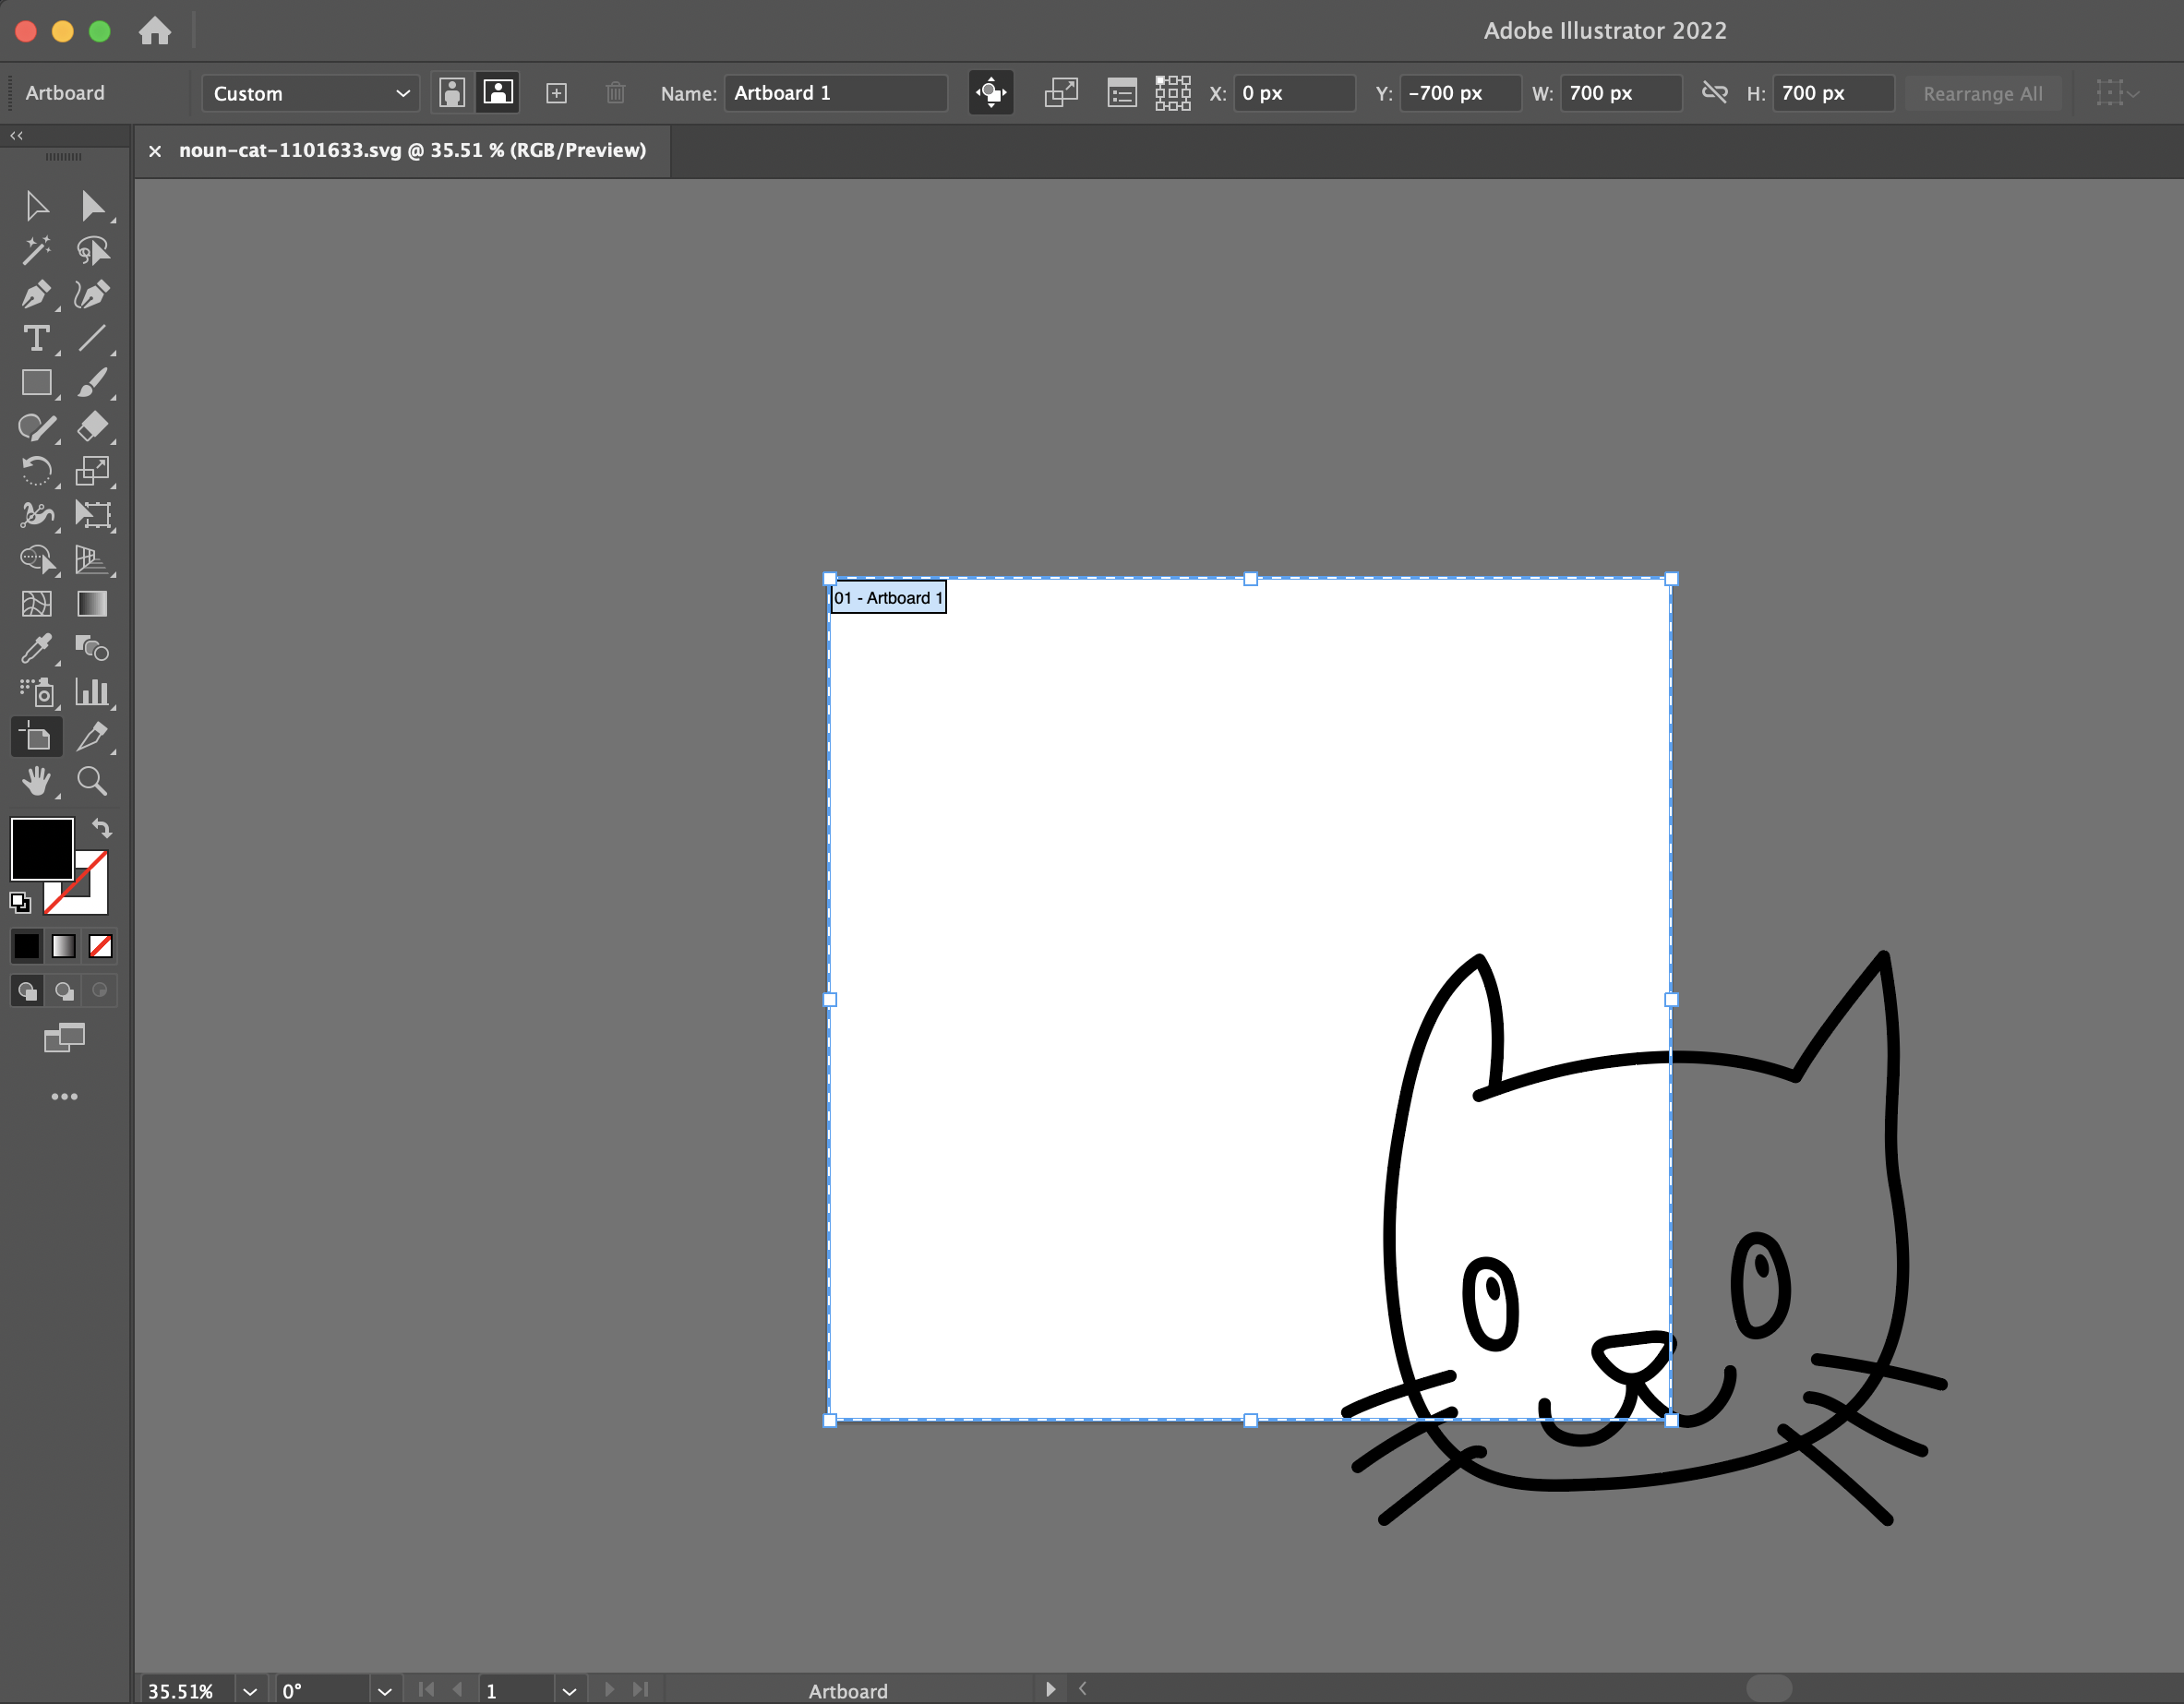 Adobe Illustrator 2022
Artboard Custom Name: Artboard 1 X: 0 px Y: -700 px W: 700 px H: 700 px Rearrange All
noun-cat-1101633.svg @ 35.51 % (RGB/Preview)
01 - Artboard 1
35.51% 0° 1 Artboard